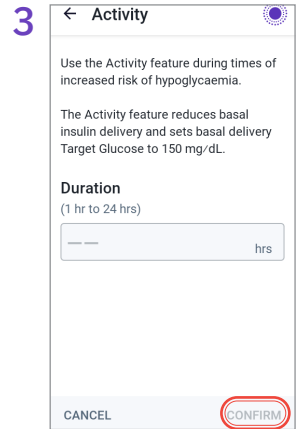 3
← Activity
Use the Activity feature during times of
increased risk of hypoglycaemia.
The Activity feature reduces basal
insulin delivery and sets basal delivery
Target Glucose to 150 mg/dL.
Duration
(1 hr to 24 hrs)
–– hrs
CANCEL CONFIRM